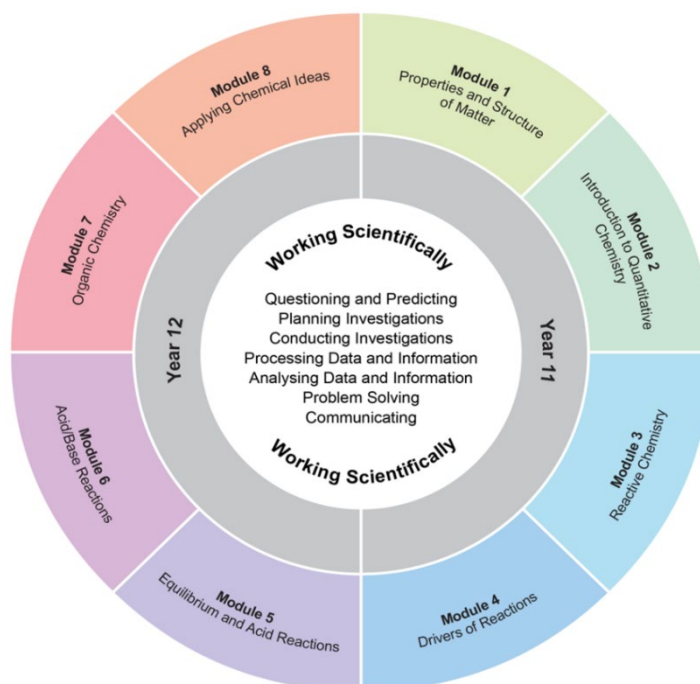 Module 1
Properties and Structure
of Matter
Module 2
Introduction to Quantitative
Chemistry
Module 3
Reactive Chemistry
Module 4
Drivers of Reactions
Module 5
Equilibrium and Acid Reactions
Module 6
Acid/Base Reactions
Module 7
Organic Chemistry
Module 8
Applying Chemical Ideas
Year 11
Year 12
Working Scientifically
Questioning and Predicting
Planning Investigations
Conducting Investigations
Processing Data and Information
Analysing Data and Information
Problem Solving
Communicating
Working Scientifically